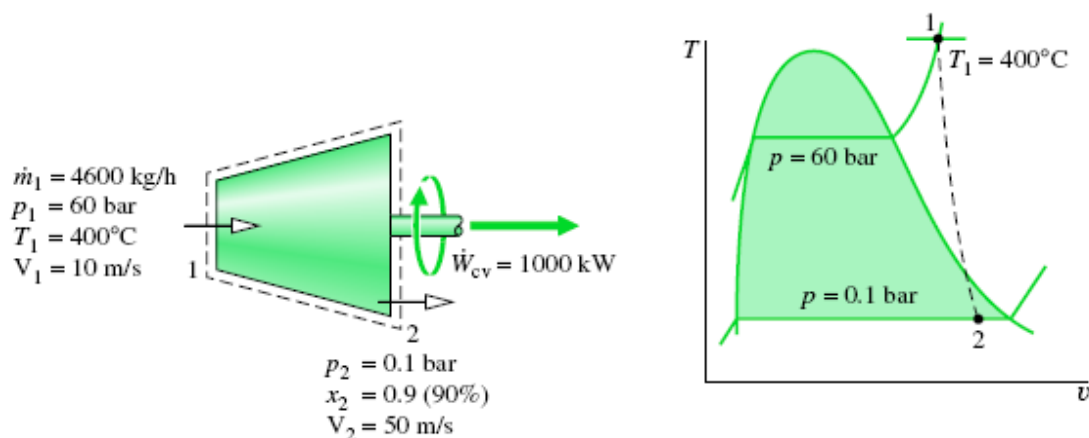 ṁ₁ = 4600 kg/h
p₁ = 60 bar
T₁ = 400°C
V₁ = 10 m/s
1
Ẇcv = 1000 kW
2
p₂ = 0.1 bar
x₂ = 0.9 (90%)
V₂ = 50 m/s
T
1
T₁ = 400°C
p = 60 bar
p = 0.1 bar
2
v